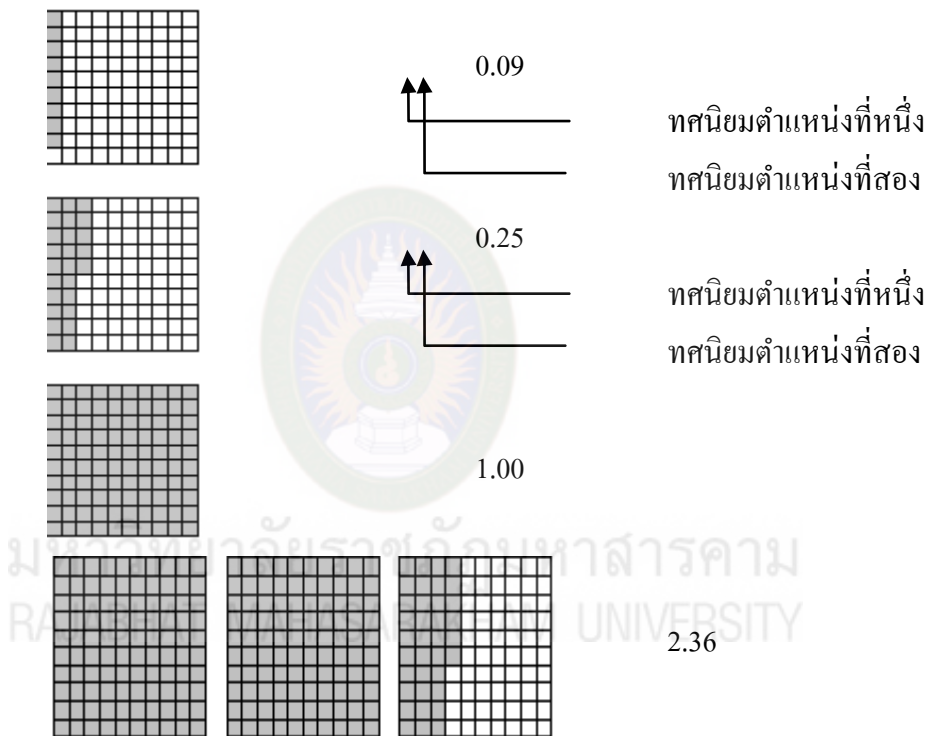 0.09
ทศนิยมตำแหน่งที่หนึ่ง
ทศนิยมตำแหน่งที่สอง
0.25
ทศนิยมตำแหน่งที่หนึ่ง
ทศนิยมตำแหน่งที่สอง
1.00
มหาวิทยาลัยราชภัฏมหาสารคาม
RAJABHAT MAHASARAKHAM UNIVERSITY
2.36